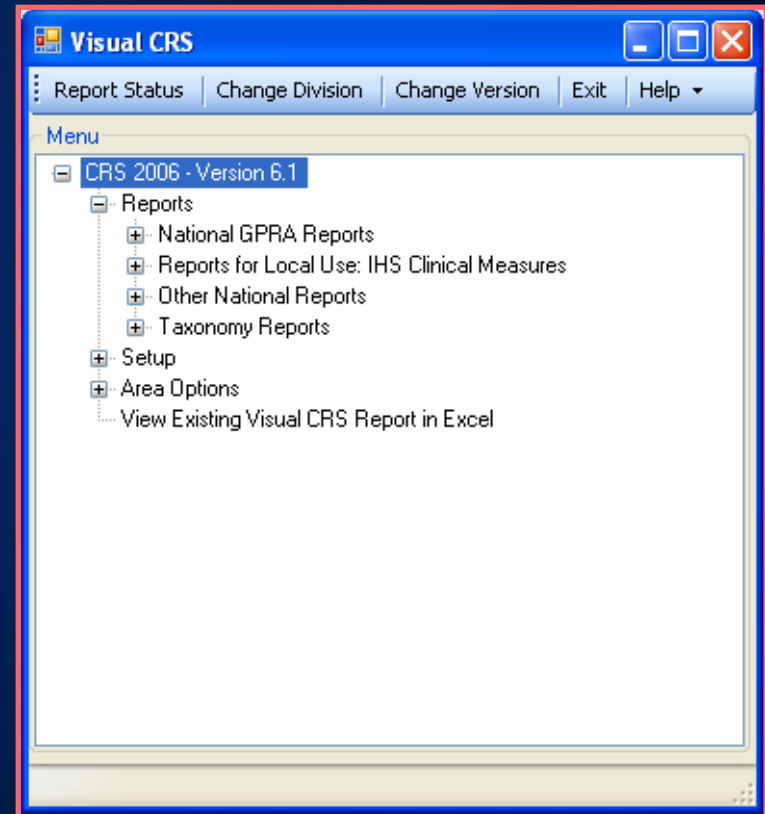 Visual CRS
Report Status Change Division Change Version Exit Help
Menu
CRS 2006 - Version 6.1
Reports
National GPRA Reports
Reports for Local Use: IHS Clinical Measures
Other National Reports
Taxonomy Reports
Setup
Area Options
View Existing Visual CRS Report in Excel